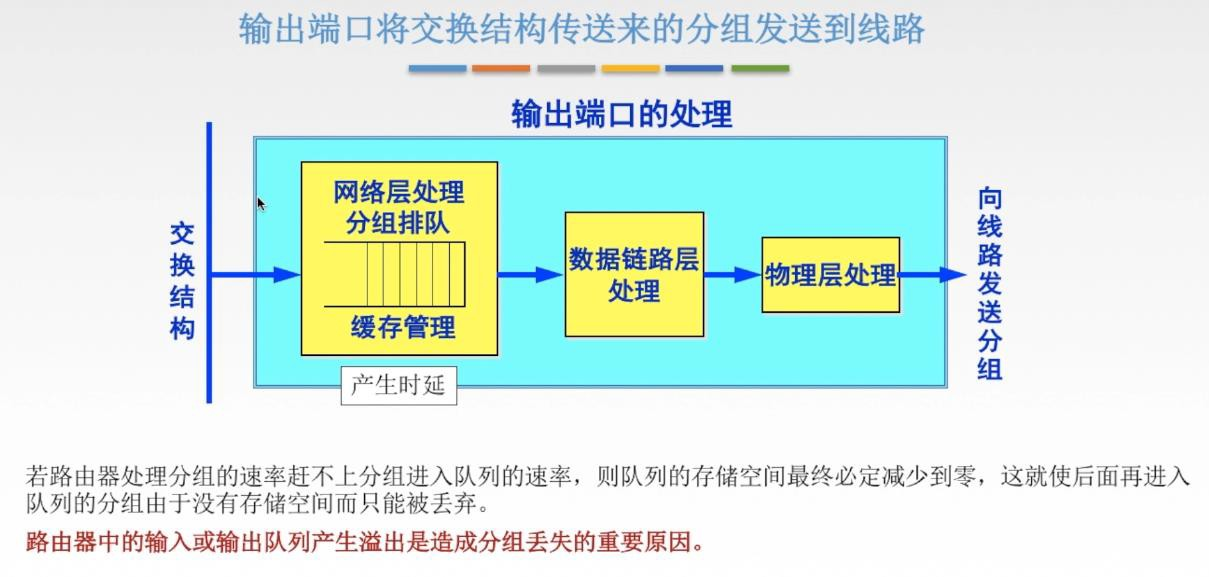 输出端口将交换结构传送来的分组发送到线路
输出端口的处理
交换结构
网络层处理
分组排队
缓存管理
产生时延
数据链路层
处理
物理层处理
向线路发送分组
若路由器处理分组的速率赶不上分组进入队列的速率，则队列的存储空间最终必定减少到零，这就使后面再进入
队列的分组由于没有存储空间而只能被丢弃。
路由器中的输入或输出队列产生溢出是造成分组丢失的重要原因。